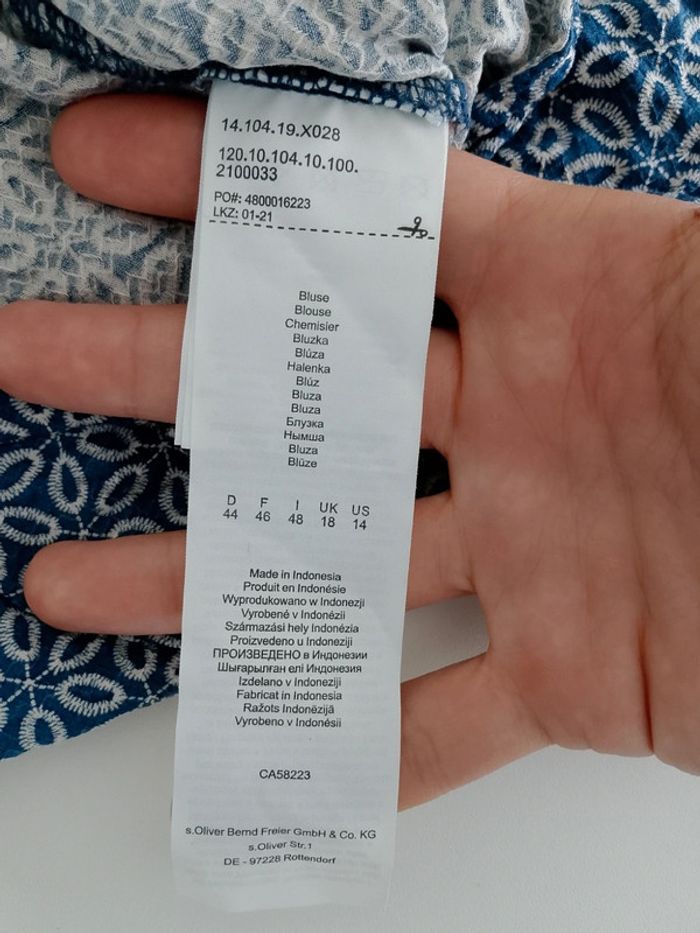 14.104.19.X028
120.10.104.10.100.
2100033
PO#: 4800016223
LKZ: 01-21
Bluse
Blouse
Chemisier
Bluzka
Blůza
Halenka
Blúz
Bluza
Bluza
Блузка
Нымша
Bluza
Blūze
D F I UK US
44 46 48 18 14
Made in Indonesia
Produit en Indonésie
Wyprodukowano w Indonezji
Vyrobené v Indonézii
Származási hely Indonézia
Proizvedeno u Indoneziji
ПРОИЗВЕДЕНО в Индонезии
Шығарылған елі Индонезия
Izdelano v Indoneziji
Fabricat in Indonesia
Ražots Indonēzijā
Vyrobeno v Indonésii
CA58223
s.Oliver Bernd Freier GmbH & Co. KG
s.Oliver Str.1
DE - 97228 Rottendorf